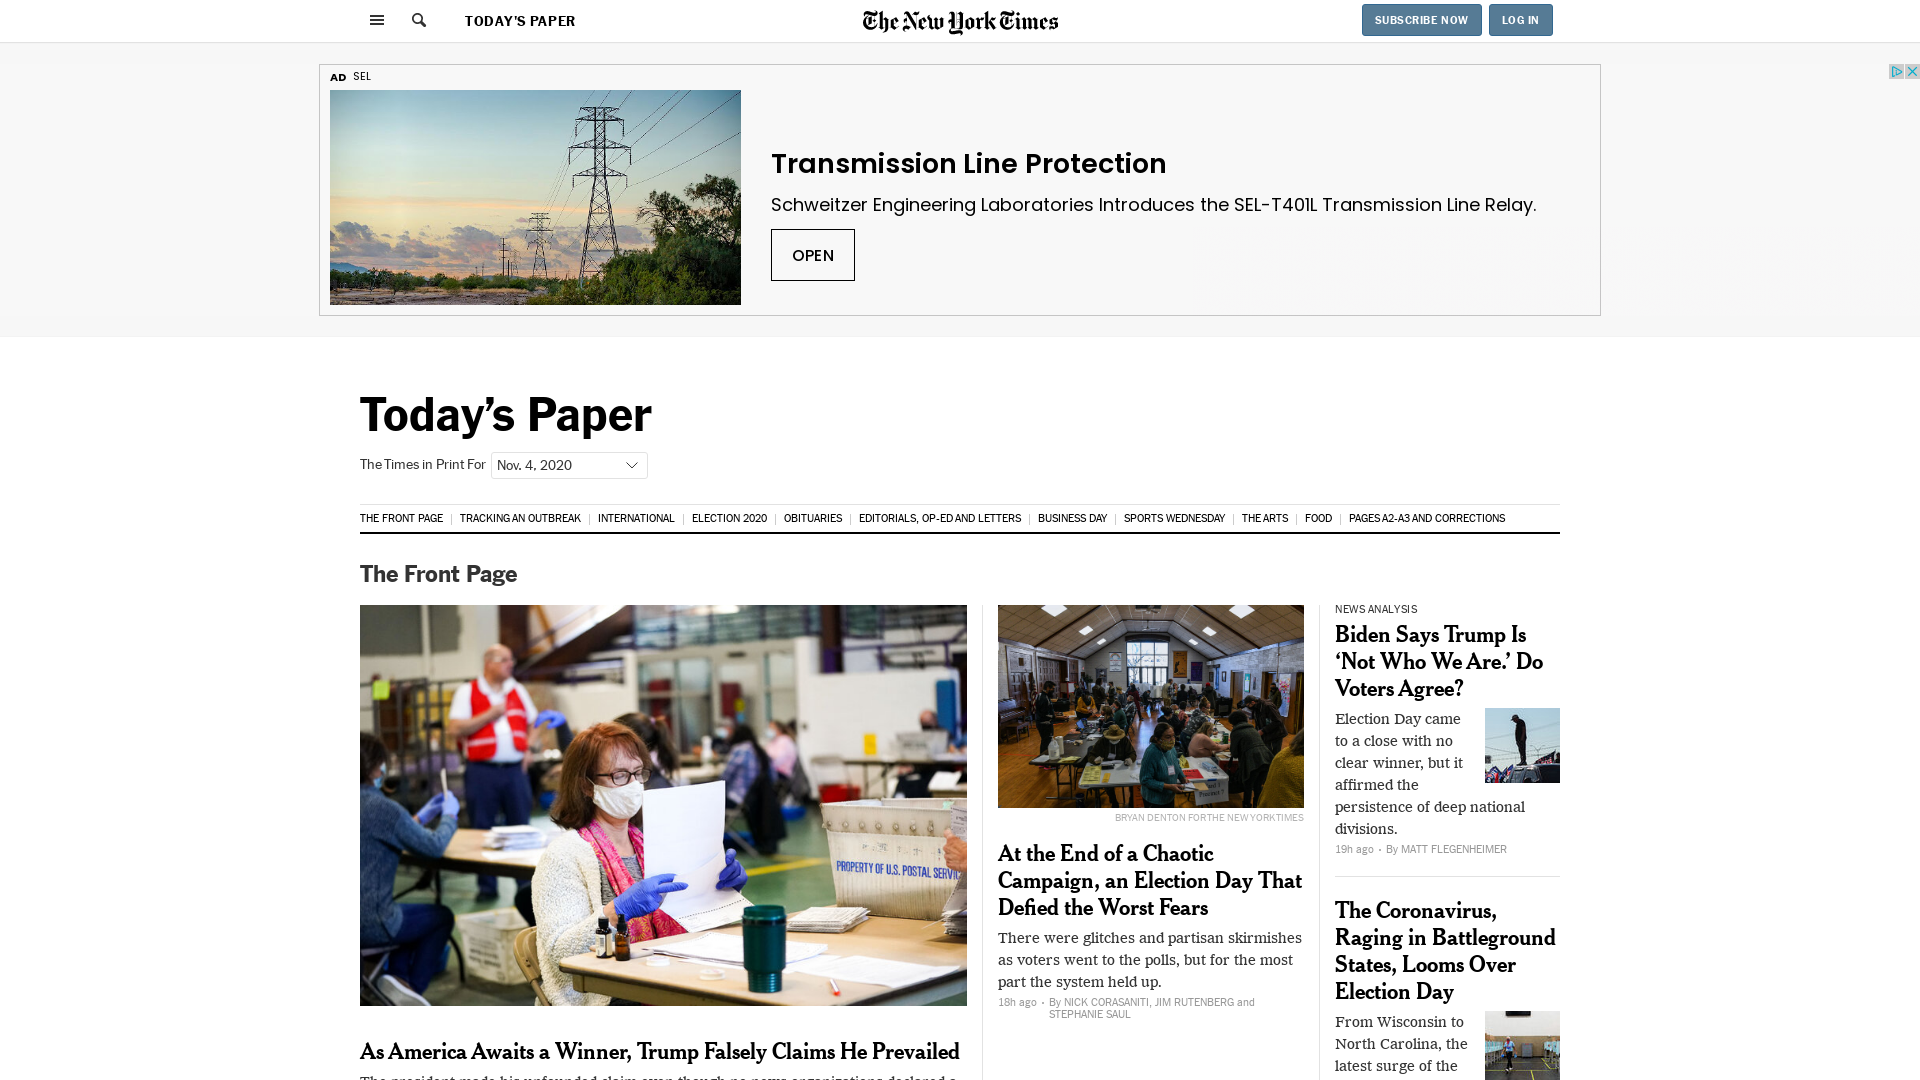 TODAY'S PAPER
The New York Times
SUBSCRIBE NOW
LOG IN
AD SEL
Transmission Line Protection
Schweitzer Engineering Laboratories Introduces the SEL-T401L Transmission Line Relay.
OPEN
Today's Paper
The Times in Print For Nov. 4, 2020
THE FRONT PAGE | TRACKING AN OUTBREAK | INTERNATIONAL | ELECTION 2020 | OBITUARIES | EDITORIALS, OP-ED AND LETTERS | BUSINESS DAY | SPORTS WEDNESDAY | THE ARTS | FOOD | PAGES A2-A3 AND CORRECTIONS
The Front Page
PROPERTY OF U.S. POSTAL SERVIC
As America Awaits a Winner, Trump Falsely Claims He Prevailed
BRYAN DENTON FOR THE NEW YORK TIMES
At the End of a Chaotic
Campaign, an Election Day That
Defied the Worst Fears
There were glitches and partisan skirmishes
as voters went to the polls, but for the most
part the system held up.
18h ago • By NICK CORASANITI, JIM RUTENBERG and
STEPHANIE SAUL
NEWS ANALYSIS
Biden Says Trump Is
‘Not Who We Are.’ Do
Voters Agree?
Election Day came
to a close with no
clear winner, but it
affirmed the
persistence of deep national
divisions.
19h ago • By MATT FLEGENHEIMER
The Coronavirus,
Raging in Battleground
States, Looms Over
Election Day
From Wisconsin to
North Carolina, the
latest surge of the